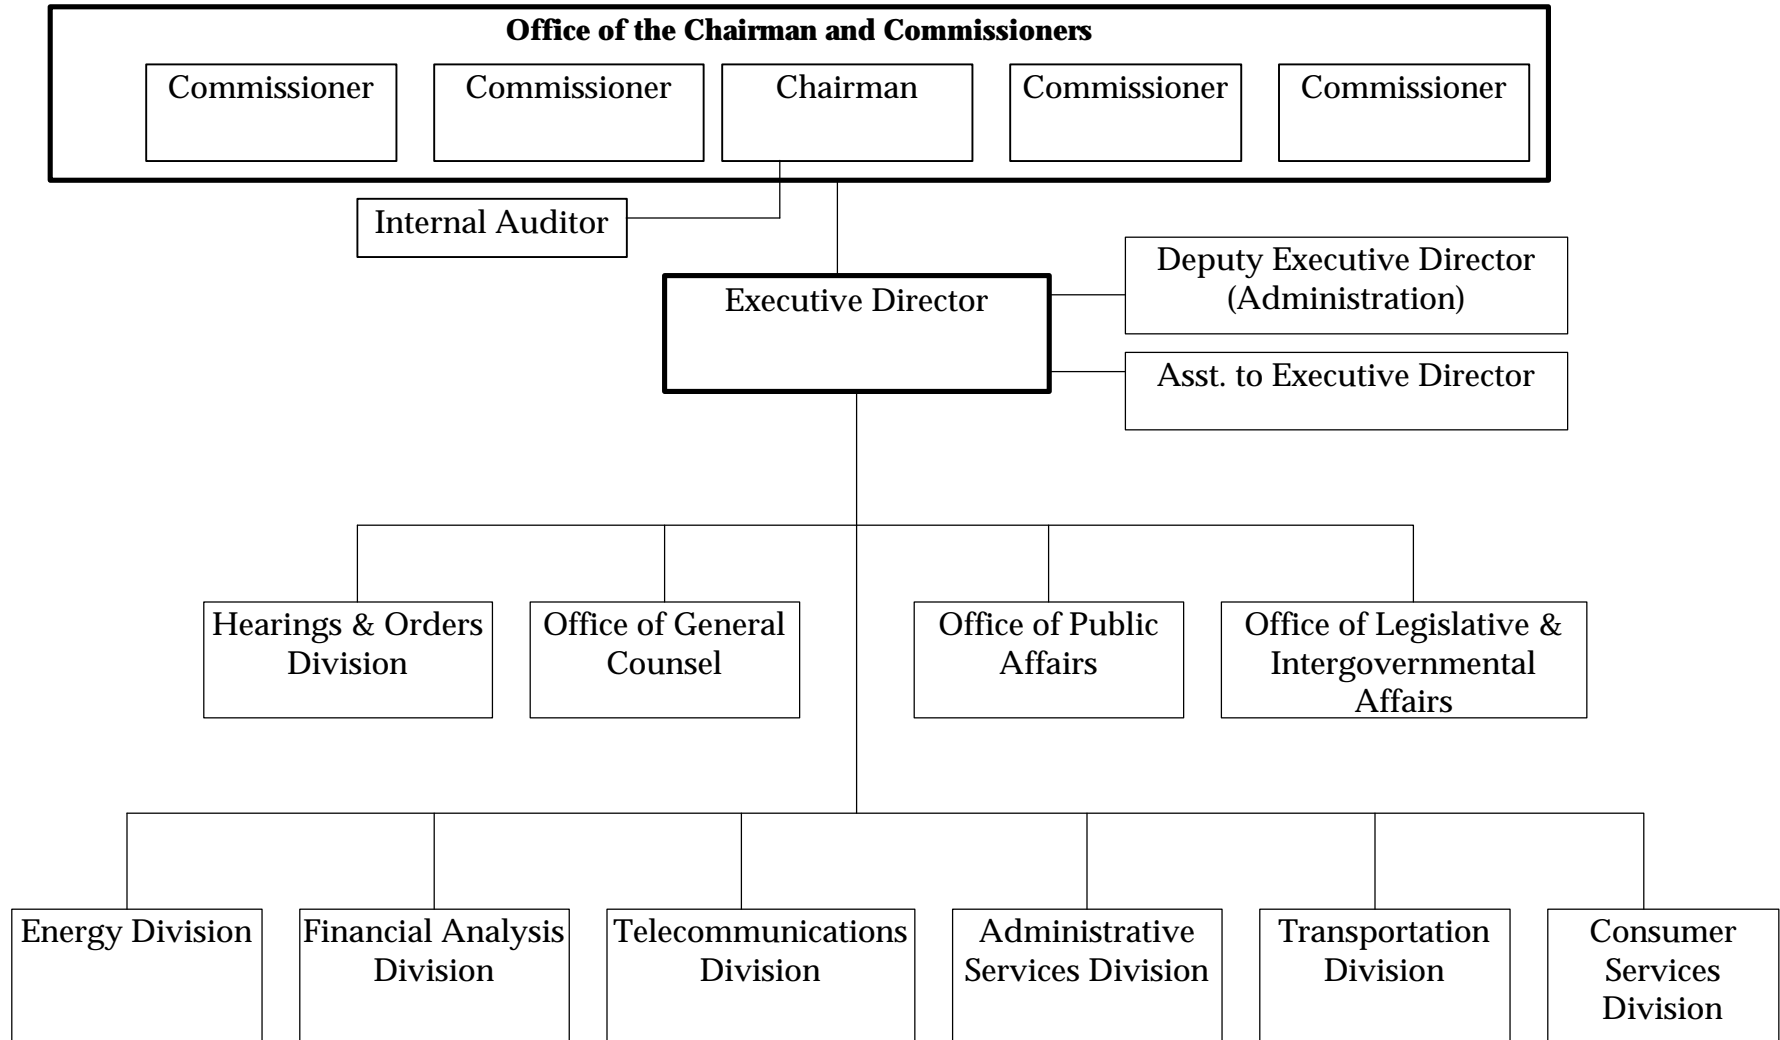 Office of the Chairman and Commissioners
Commissioner
Commissioner
Chairman
Commissioner
Commissioner
Internal Auditor
Deputy Executive Director
(Administration)
Executive Director
Asst. to Executive Director
Hearings & Orders
Division
Office of General
Counsel
Office of Public
Affairs
Office of Legislative &
Intergovernmental
Affairs
Energy Division
Financial Analysis
Division
Telecommunications
Division
Administrative
Services Division
Transportation
Division
Consumer
Services
Division